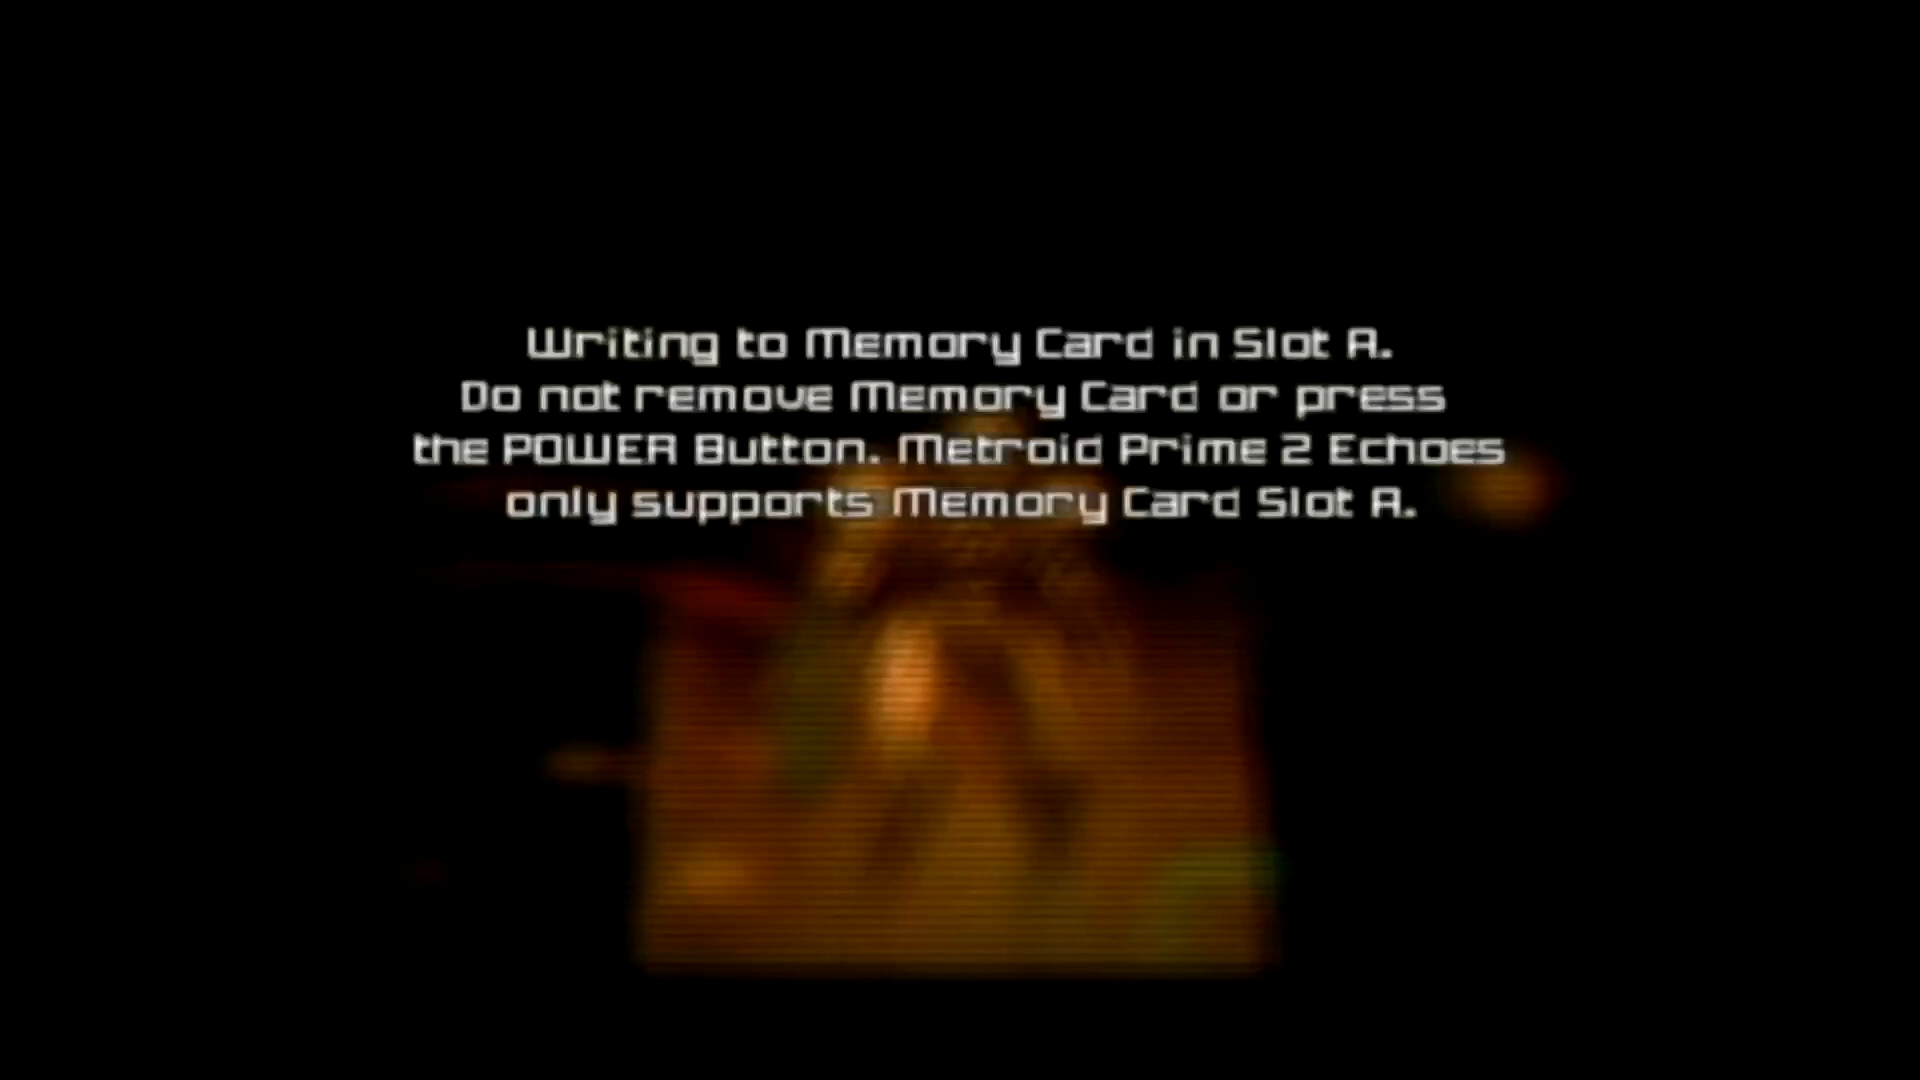 Writing to Memory Card in Slot A.
Do not remove Memory Card or press
the POWER Button. Metroid Prime 2 Echoes
only supports Memory Card Slot A.